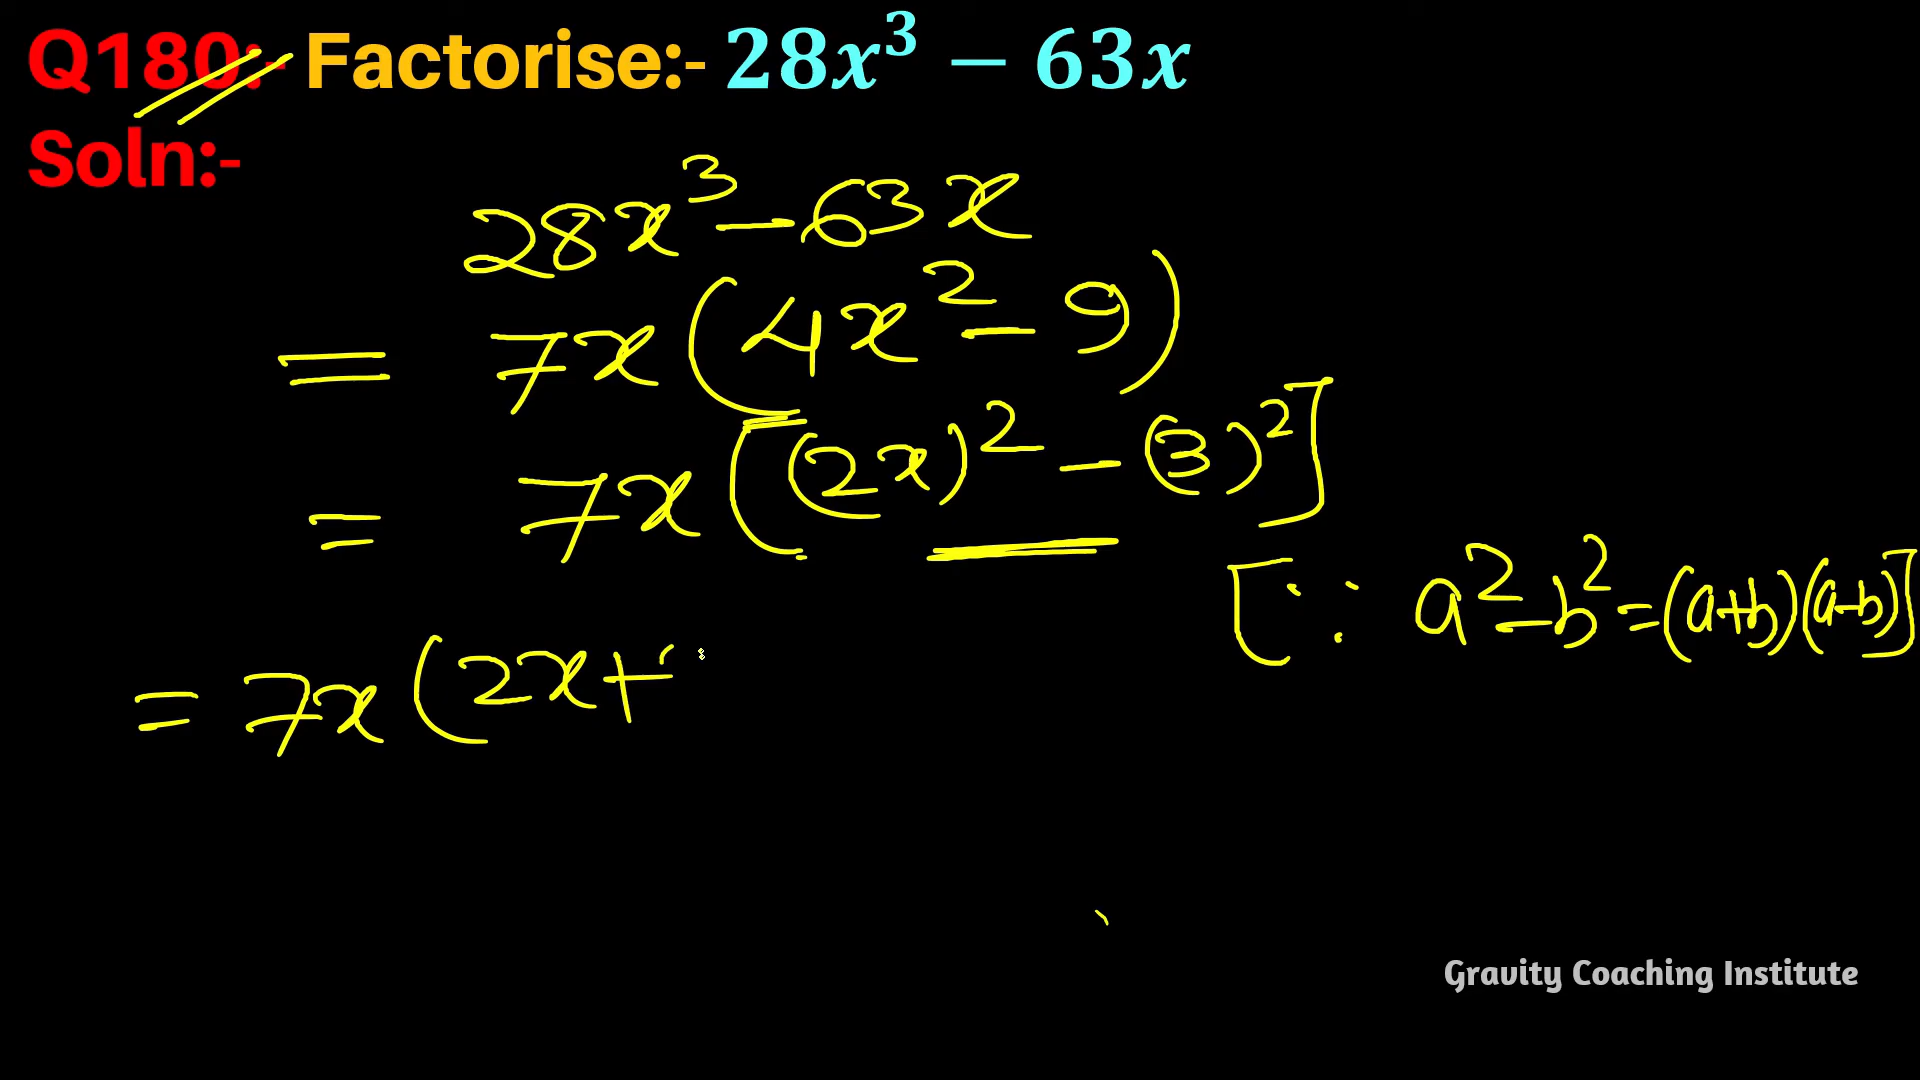 Q180:- Factorise:- 28x³ − 63x
Soln:-
28x³ − 63x
= 7x(4x² − 9)
= 7x[(2x)² − (3)²]
[∵ a² − b² = (a+b)(a−b)]
= 7x(2x+
Gravity Coaching Institute